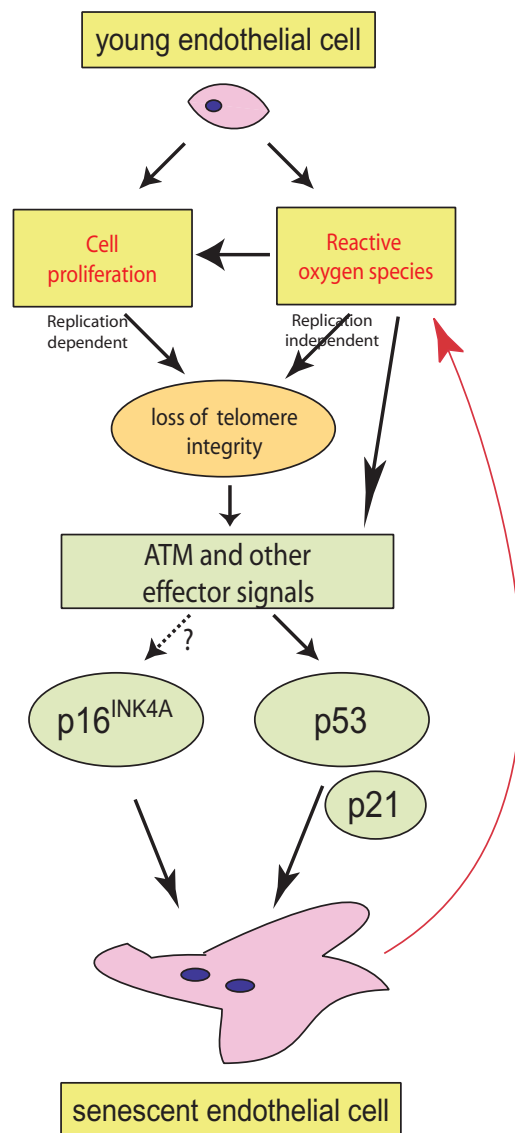 young endothelial cell
Cell
proliferation
Reactive
oxygen species
Replication
dependent
Replication
independent
loss of telomere
integrity
ATM and other
effector signals
?
p16INK4A
p53
p21
senescent endothelial cell